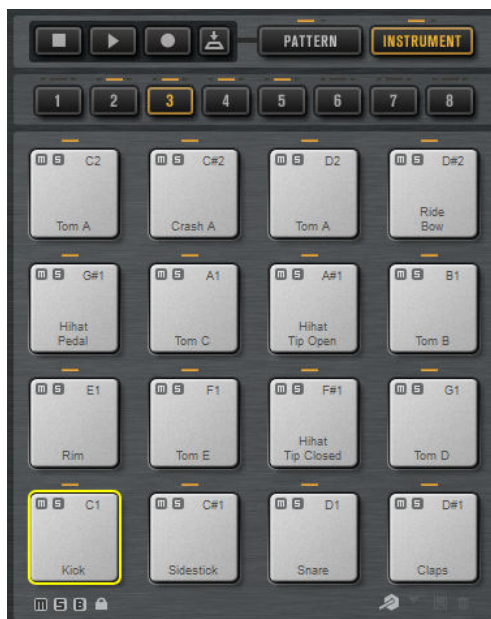 PATTERN INSTRUMENT
1 2 3 4 5 6 7 8
M S C2 M S C#2 M S D2 M S D#2
Tom A Crash A Tom A Ride
Bow
M S G#1 M S A1 M S A#1 M S B1
Hihat Hihat
Pedal Tom C Tip Open Tom B
M S E1 M S F1 M S F#1 M S G1
Hihat
Rim Tom E Tip Closed Tom D
M S C1 M S C#1 M S D1 M S D#1
Kick Sidestick Snare Claps
M S B